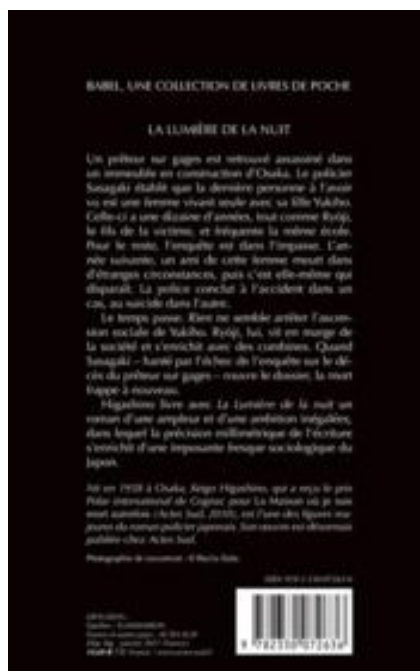 BABEL, UNE COLLECTION DE LIVRES DE POCHE
LA LUMIÈRE DE LA NUIT
Un prêteur sur gages est retrouvé assassiné dans
un immeuble en construction d'Osaka. Le policier
Sasagaki établit que la dernière personne à l'avoir
vu est une femme vivant seule avec sa fille Yukiho.
Celle-ci a une dizaine d'années, tout comme Ryôji,
le fils de la victime, et fréquente la même école.
Pour le reste, l'enquête est dans l'impasse. L'an-
née suivante, un ami de cette femme meurt dans
d'étranges circonstances, puis c'est elle-même qui
disparaît. La police conclut à l'accident dans un
cas, au suicide dans l'autre.
Le temps passe. Rien ne semble arrêter l'ascen-
sion sociale de Yukiho. Ryôji, lui, vit en marge de
la société et s'enrichit avec des combines. Quand
Sasagaki – hanté par l'échec de l'enquête sur le dé-
cès du prêteur sur gages – rouvre le dossier, la mort
frappe à nouveau.
Higashino livre avec La Lumière de la nuit un
roman d'une ampleur et d'une ambition inégalées,
dans lequel la précision millimétrique de l'écriture
s'enrichit d'une imposante fresque sociologique du
Japon.
Né en 1958 à Osaka, Keigo Higashino, qui a reçu le prix
Polar international de Cognac pour La Maison où je suis
mort autrefois (Actes Sud, 2010), est l'une des figures ma-
jeures du roman policier japonais. Son œuvre est désormais
publiée chez Actes Sud.
Photographie de couverture : ©
ISBN
9 782330 072636